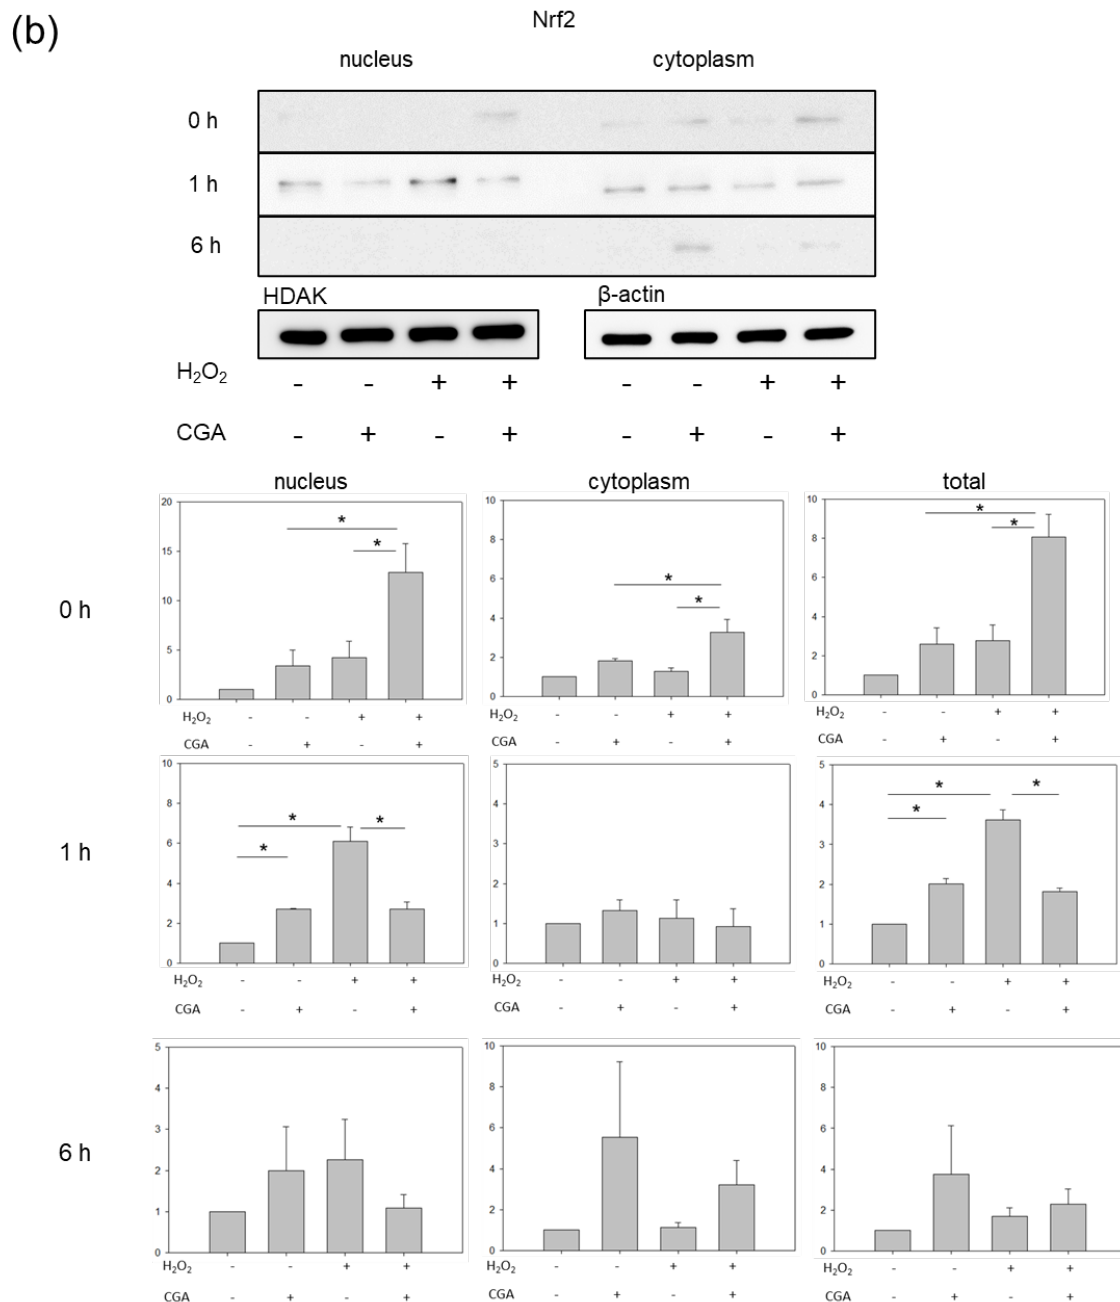 (b)
Nrf2
nucleus cytoplasm
0 h
1 h
6 h
HDAK β-actin
H₂O₂ - - + + - - + +
CGA - + - + - + - +
nucleus cytoplasm total
0 h
20
15
10
5
0
* *
H₂O₂ - - + +
CGA - + - +
10
8
6
4
2
0
* *
H₂O₂ - - + +
CGA - + - +
10
8
6
4
2
0
* *
H₂O₂ - - + +
CGA - + - +
1 h
10
8
6
4
2
0
* * *
H₂O₂ - - + +
CGA - + - +
5
4
3
2
1
0
H₂O₂ - - + +
CGA - + - +
5
4
3
2
1
0
* * *
H₂O₂ - - + +
CGA - + - +
6 h
5
4
3
2
1
0
H₂O₂ - - + +
CGA - + - +
10
8
6
4
2
0
H₂O₂ - - + +
CGA - + - +
10
8
6
4
2
0
H₂O₂ - - + +
CGA - + - +